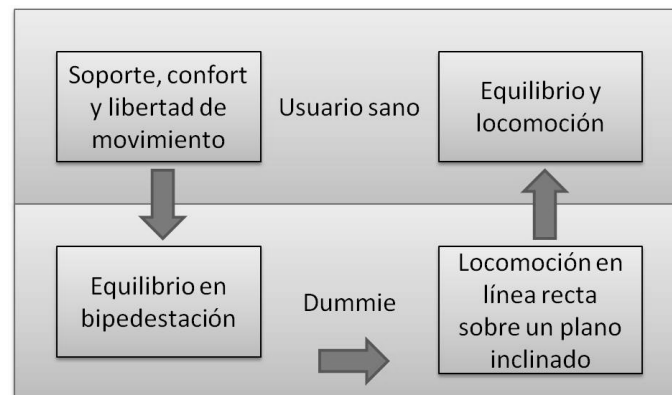 Soporte, confort
y libertad de
movimiento
Usuario sano
Equilibrio y
locomoción
Equilibrio en
bipedestación
Dummie
Locomoción en
línea recta
sobre un plano
inclinado